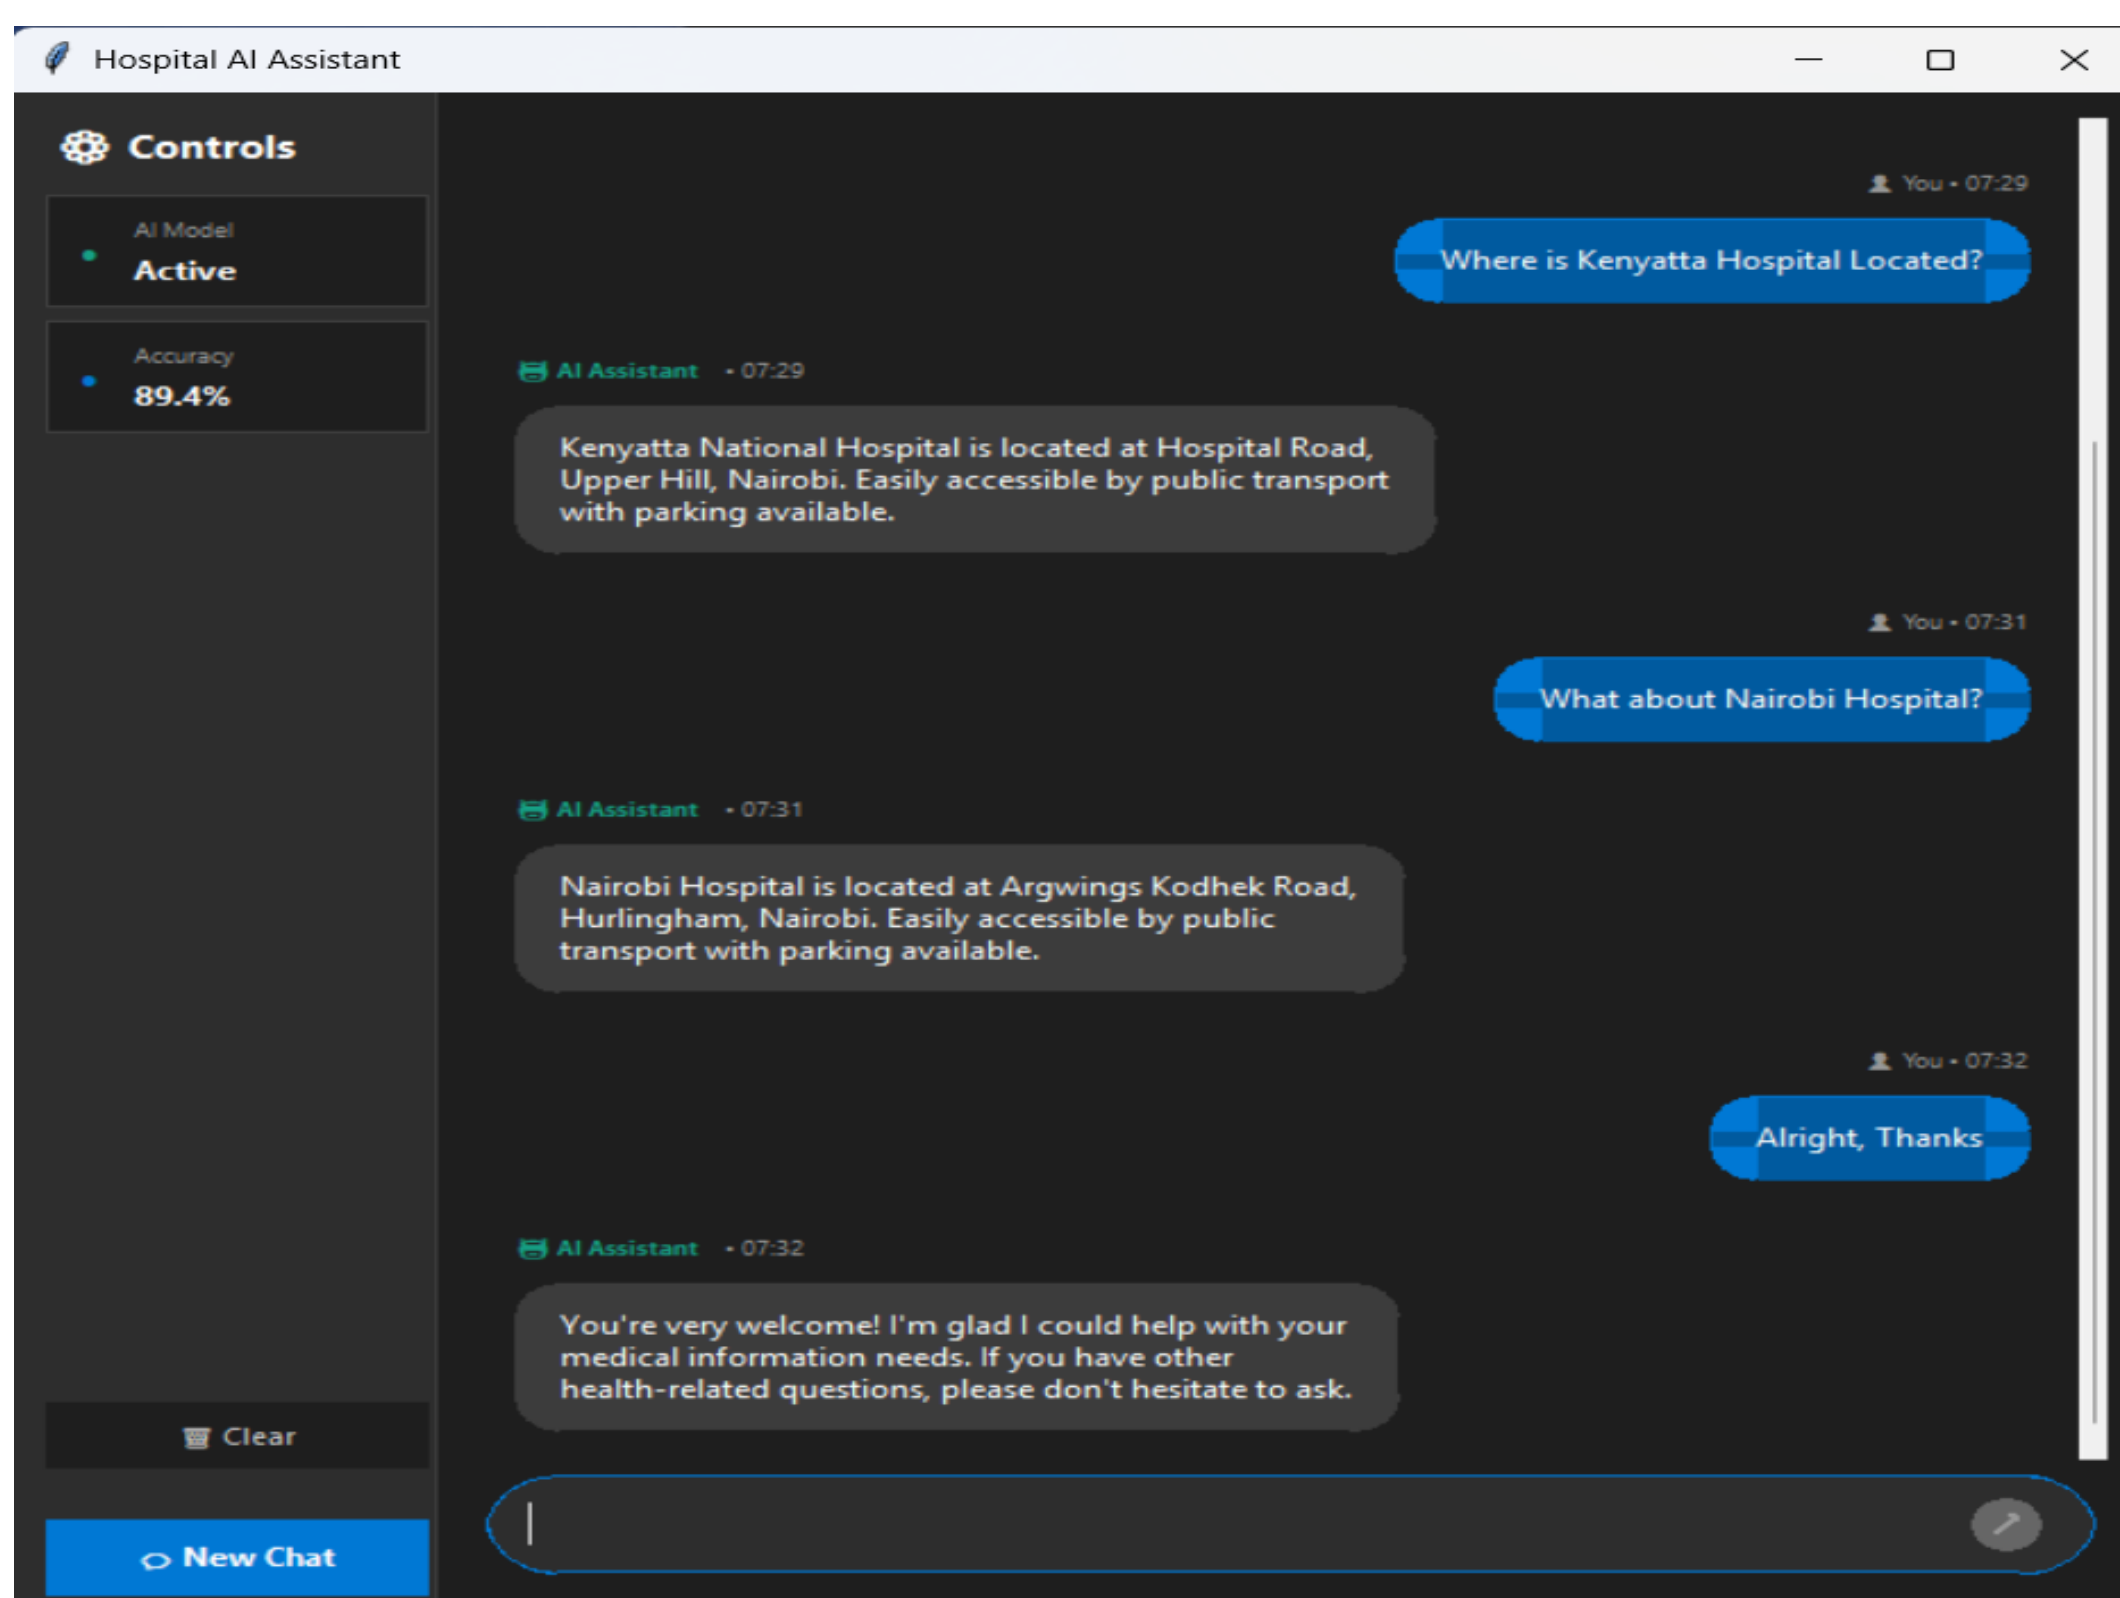 Hospital AI Assistant
Controls
AI Model
Active
Accuracy
89.4%
Clear
New Chat
You • 07:29
Where is Kenyatta Hospital Located?
AI Assistant • 07:29
Kenyatta National Hospital is located at Hospital Road,
Upper Hill, Nairobi. Easily accessible by public transport
with parking available.
You • 07:31
What about Nairobi Hospital?
AI Assistant • 07:31
Nairobi Hospital is located at Argwings Kodhek Road,
Hurlingham, Nairobi. Easily accessible by public
transport with parking available.
You • 07:32
Alright, Thanks
AI Assistant • 07:32
You're very welcome! I'm glad I could help with your
medical information needs. If you have other
health-related questions, please don't hesitate to ask.